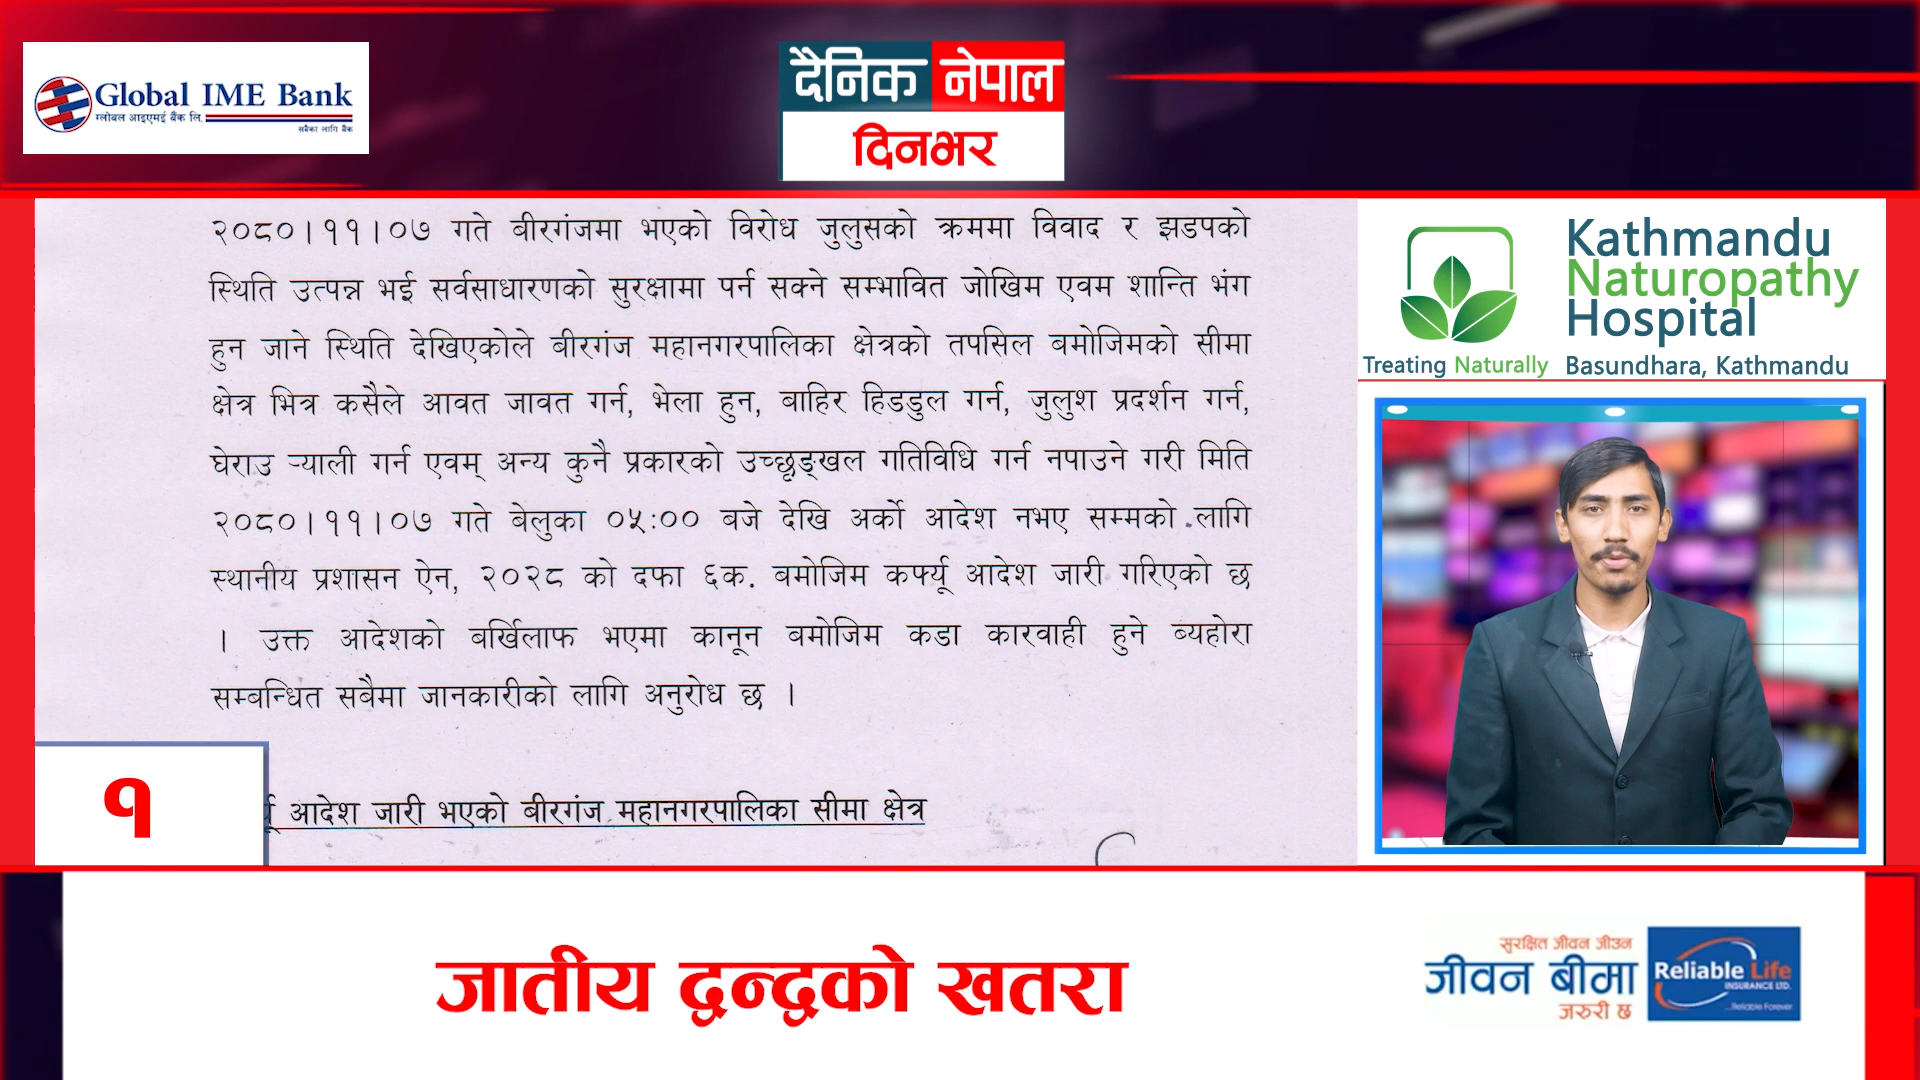 Global IME Bank
ग्लोबल आइएमई बैंक लि.
सबैका लागि बैंक
दैनिक नेपाल
दिनभर
२०८०।११।०७ गते बीरगंजमा भएको विरोध जुलुसको क्रममा विवाद र झडपको
स्थिति उत्पन्न भई सर्वसाधारणको सुरक्षामा पर्न सक्ने सम्भावित जोखिम एवम शान्ति भंग
हुन जाने स्थिति देखिएकोले बीरगंज महानगरपालिका क्षेत्रको तपसिल बमोजिमको सीमा
क्षेत्र भित्र कसैले आवत जावत गर्न, भेला हुन, बाहिर हिडडुल गर्न, जुलुश प्रदर्शन गर्न,
घेराउ ऱ्याली गर्न एवम् अन्य कुनै प्रकारको उच्छृङ्खल गतिविधि गर्न नपाउने गरी मिति
२०८०।११।०७ गते बेलुका ०५:०० बजे देखि अर्को आदेश नभए सम्मको लागि
स्थानीय प्रशासन ऐन, २०२८ को दफा ६क. बमोजिम कर्फ्यू आदेश जारी गरिएको छ
। उक्त आदेशको बर्खिलाफ भएमा कानून बमोजिम कडा कारवाही हुने ब्यहोरा
सम्बन्धित सबैमा जानकारीको लागि अनुरोध छ ।
आदेश जारी भएको बीरगंज महानगरपालिका सीमा क्षेत्र
१
Kathmandu
Naturopathy
Hospital
Treating Naturally Basundhara, Kathmandu
जातीय द्वन्द्वको खतरा
सुरक्षित जीवन जीउन
जीवन बीमा
जरुरी छ
Reliable Life
INSURANCE LTD.
...Reliable Forever